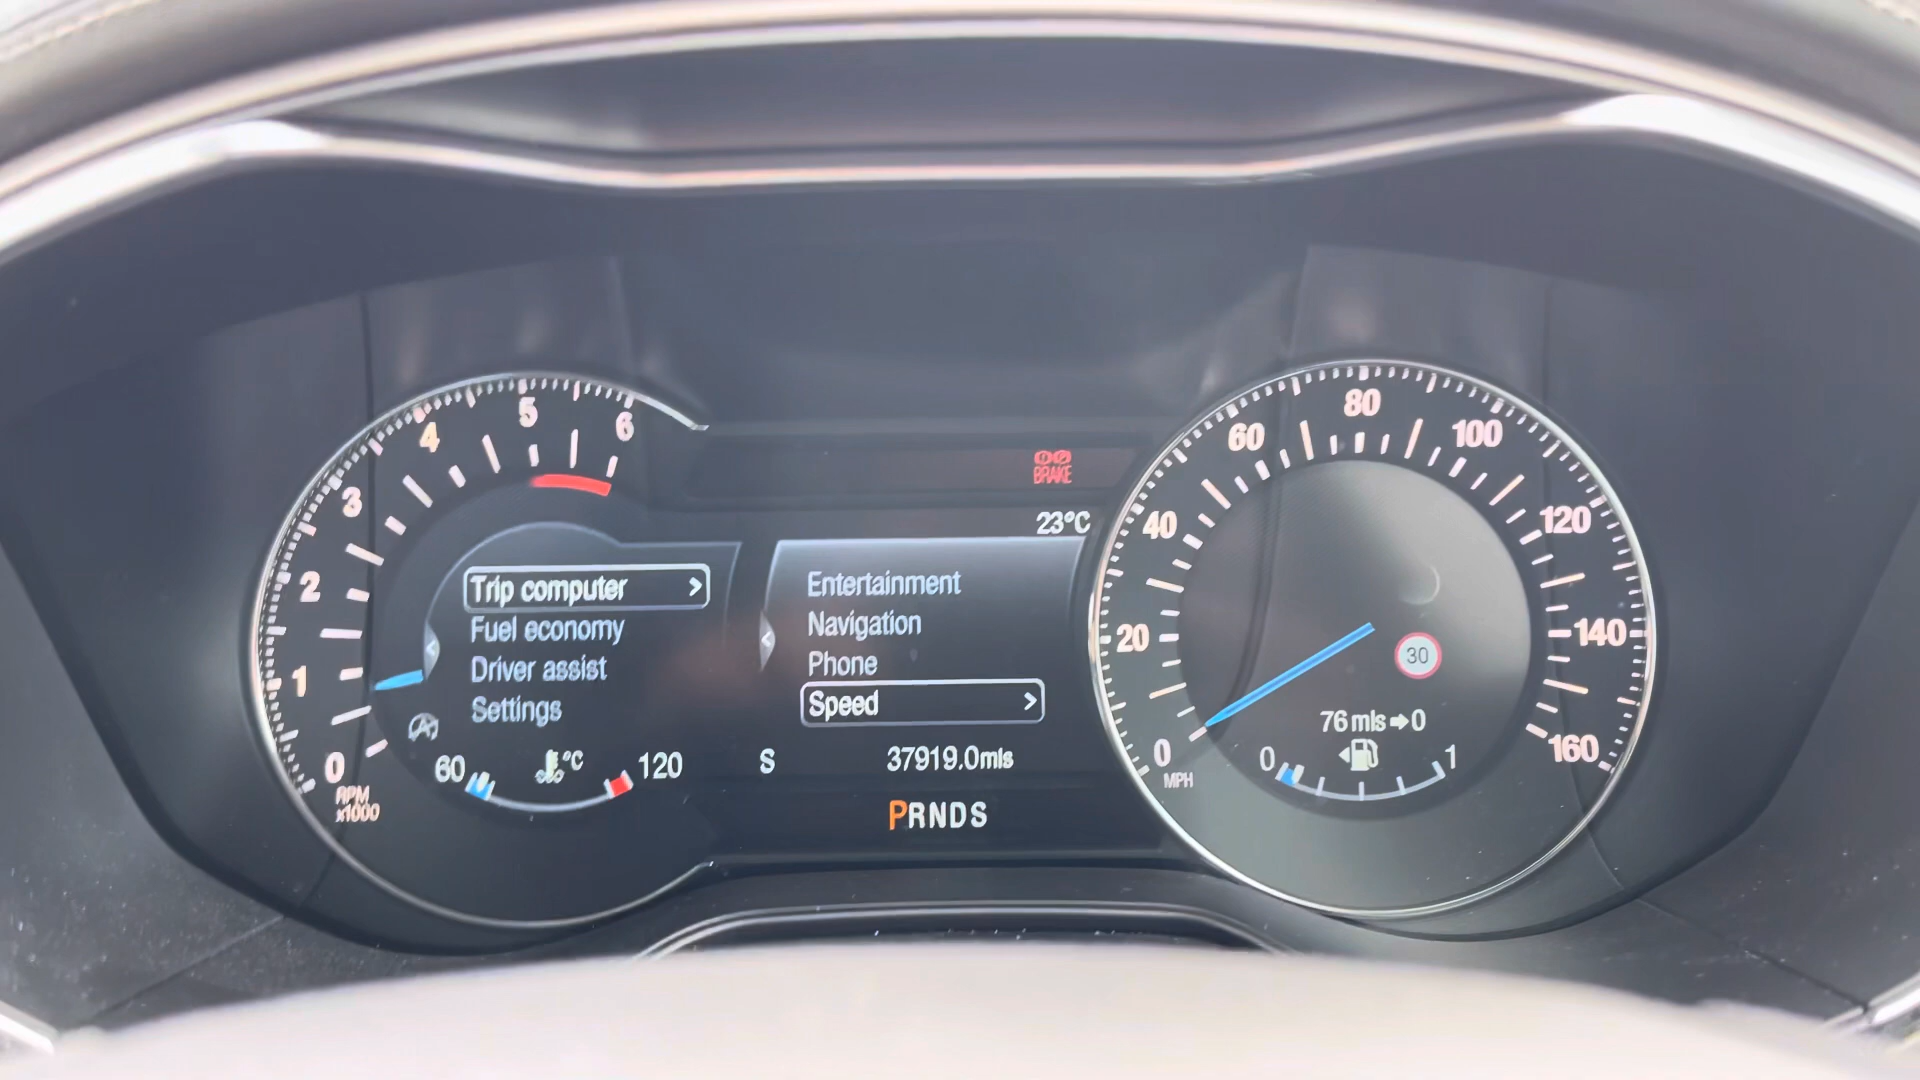 6
5
4
3
2
1
0
RPM
x1000
BRAKE
23°C
Trip computer >
Fuel economy
Driver assist
Settings
A
60
°C
120
<
Entertainment
Navigation
Phone
Speed >
S
37919.0mls
PRNDS
0
20
40
60
80
100
120
140
160
MPH
30
76 mls➡0
0
1